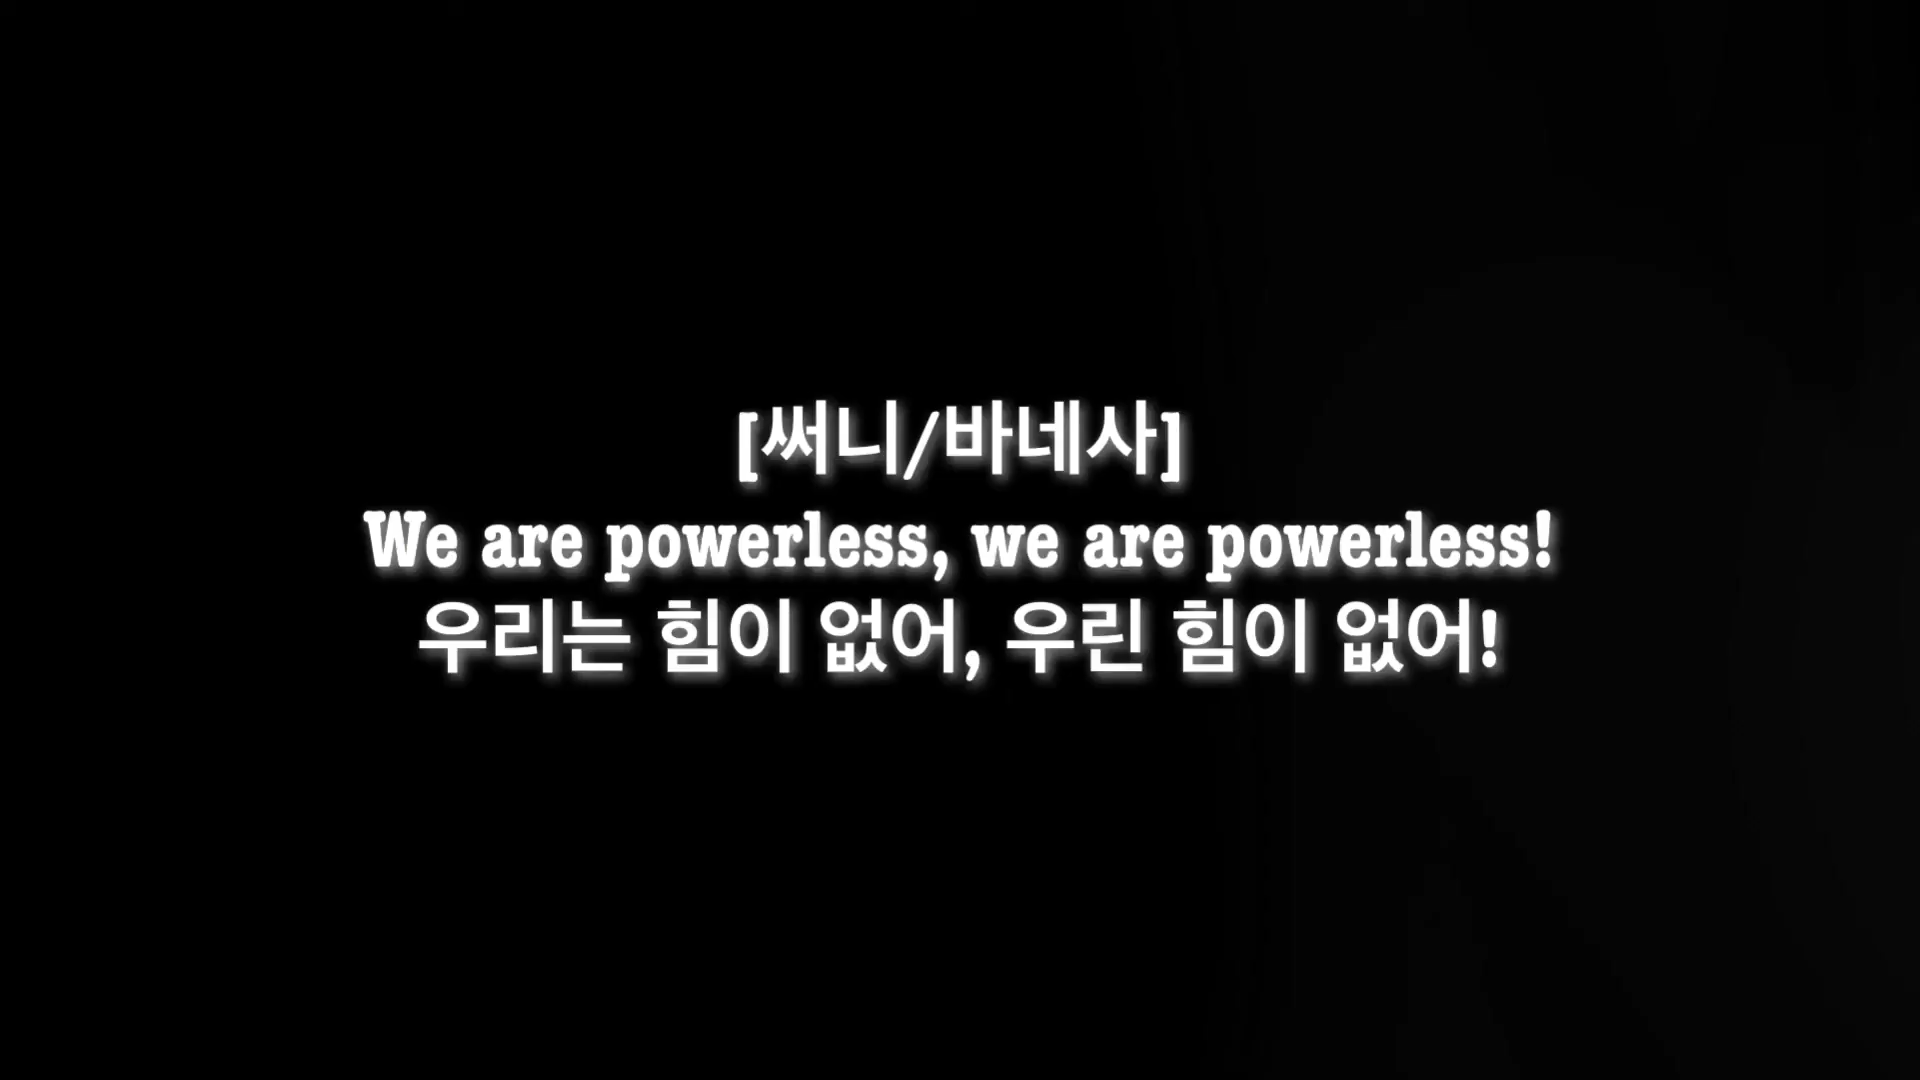 [써니/바네사]
We are powerless, we are powerless!
우리는 힘이 없어, 우린 힘이 없어!